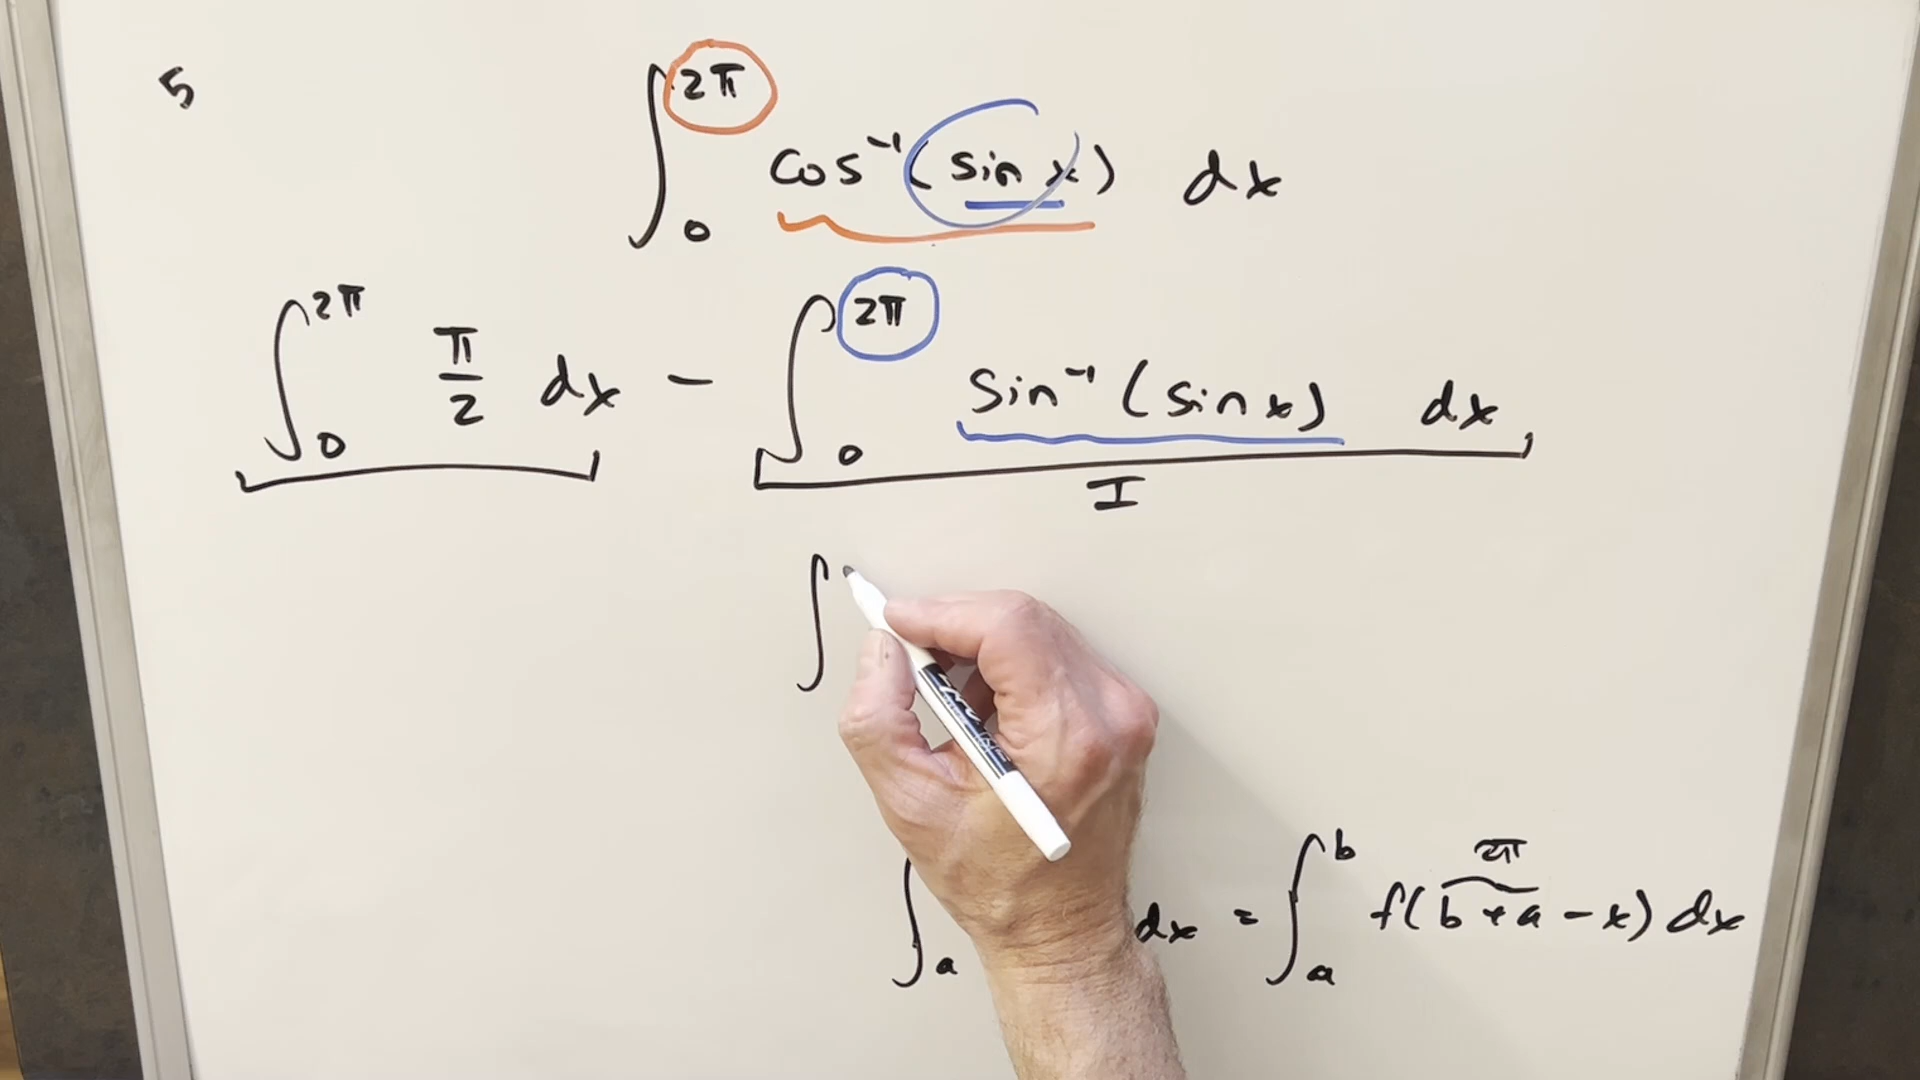 5
∫₀^2π cos⁻¹(sin x) dx
∫₀^2π π/2 dx − ∫₀^2π sin⁻¹(sin x) dx
I
∫
2π
∫ₐ dx = ∫ₐ^b f(b+a−x) dx